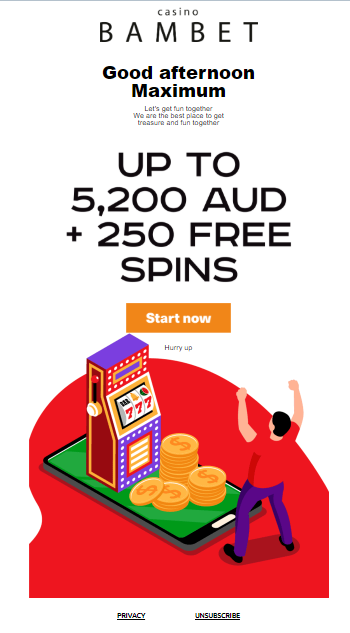 casino
BAMBET
Good afternoon
Maximum
Let's get fun together
We are the best place to get
treasure and fun together
UP TO
5,200 AUD
+ 250 FREE
SPINS
Start now
Hurry up
777
PRIVACY UNSUBSCRIBE